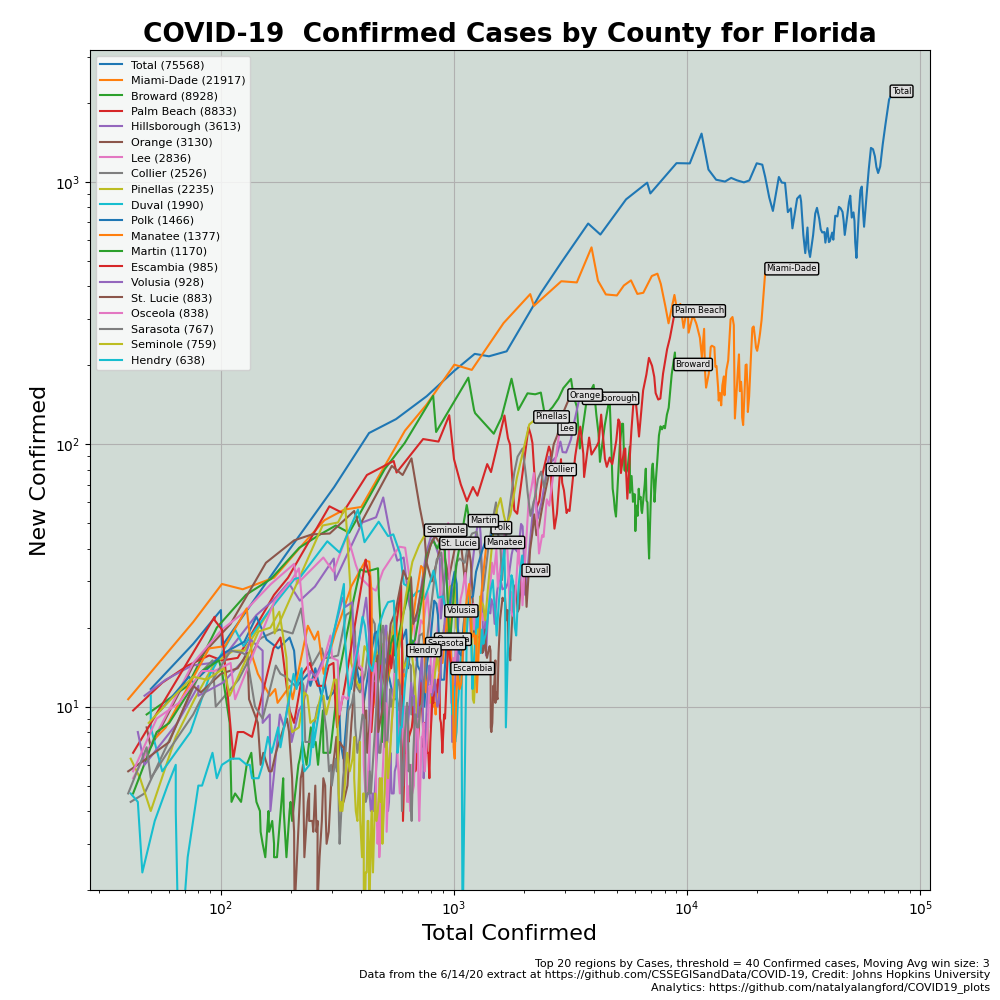 COVID-19  Confirmed Cases by County for Florida
Total (75568)
Miami-Dade (21917)
Broward (8928)
Palm Beach (8833)
Hillsborough (3613)
Orange (3130)
Lee (2836)
Collier (2526)
Pinellas (2235)
Duval (1990)
Polk (1466)
Manatee (1377)
Martin (1170)
Escambia (985)
Volusia (928)
St. Lucie (883)
Osceola (838)
Sarasota (767)
Seminole (759)
Hendry (638)
Total
Miami-Dade
Palm Beach
Broward
Orange
borough
Pinellas
Lee
Collier
Martin
Polk
Seminole
St. Lucie
Manatee
Duval
Volusia
Sarasota
Hendry
Escambia
New Confirmed
10³
10²
10¹
10²
10³
10⁴
10⁵
Total Confirmed
Top 20 regions by Cases, threshold = 40 Confirmed cases, Moving Avg win size: 3
Data from the 6/14/20 extract at https://github.com/CSSEGISandData/COVID-19, Credit: Johns Hopkins University
Analytics: https://github.com/natalyalangford/COVID19_plots